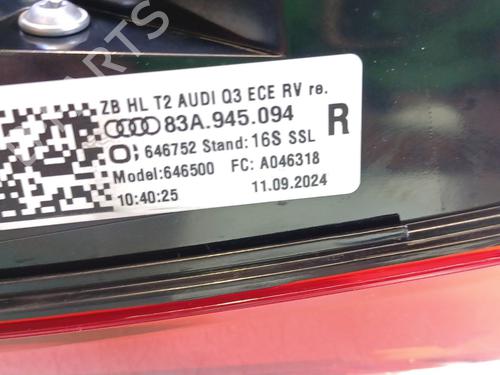 ZB HL T2 AUDI Q3 ECE RV re.
83A.945.094
R
646752 Stand: 16S SSL
Model:646500 FC: A046318
10:40:25 11.09.2024